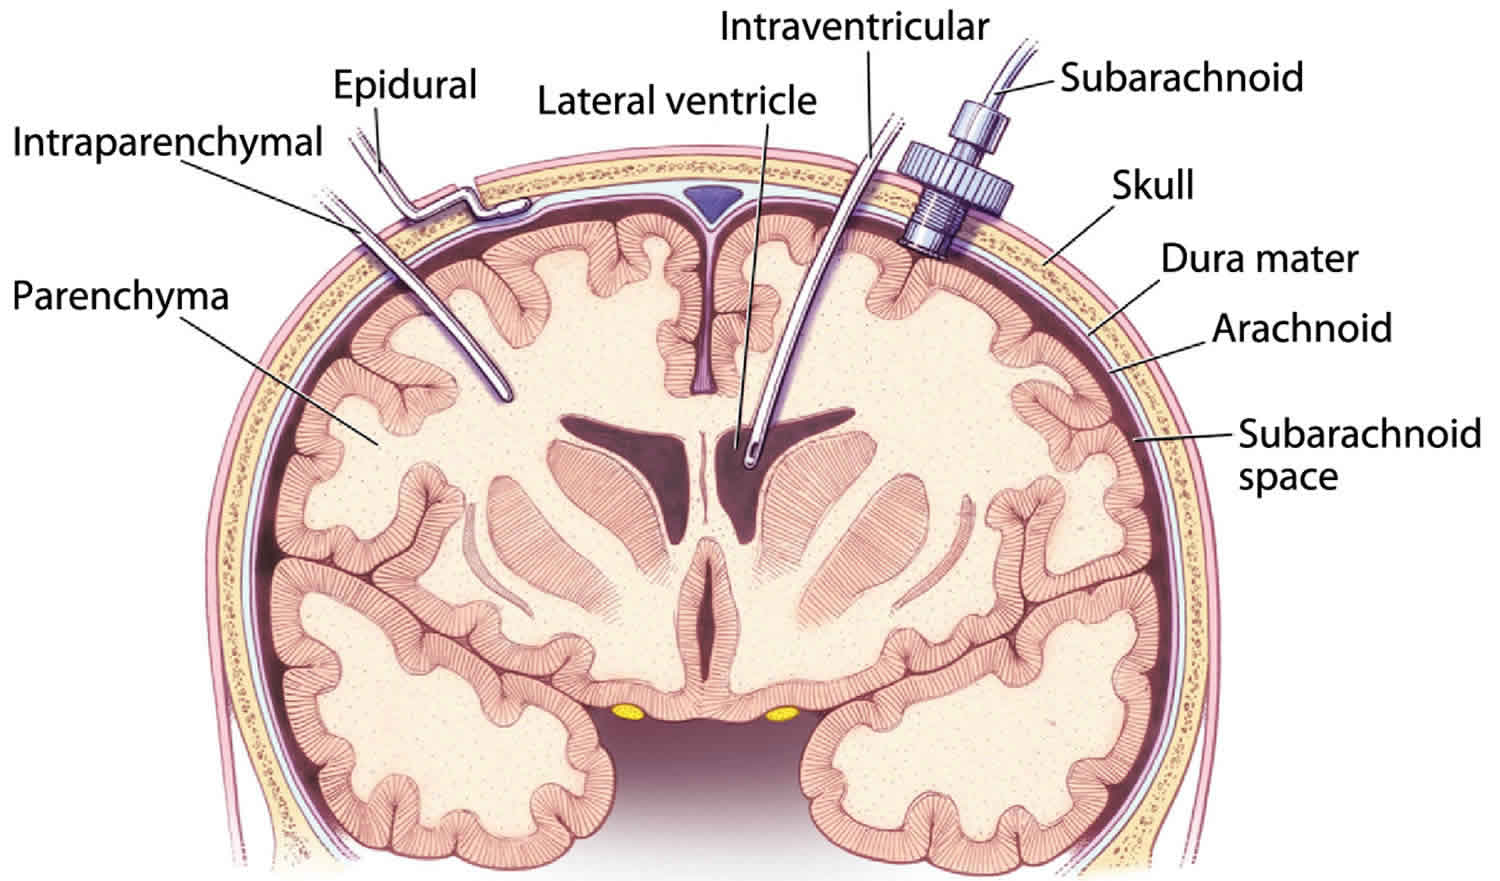 Intraventricular
Subarachnoid
Epidural
Lateral ventricle
Intraparenchymal
Skull
Dura mater
Parenchyma
Arachnoid
Subarachnoid
space